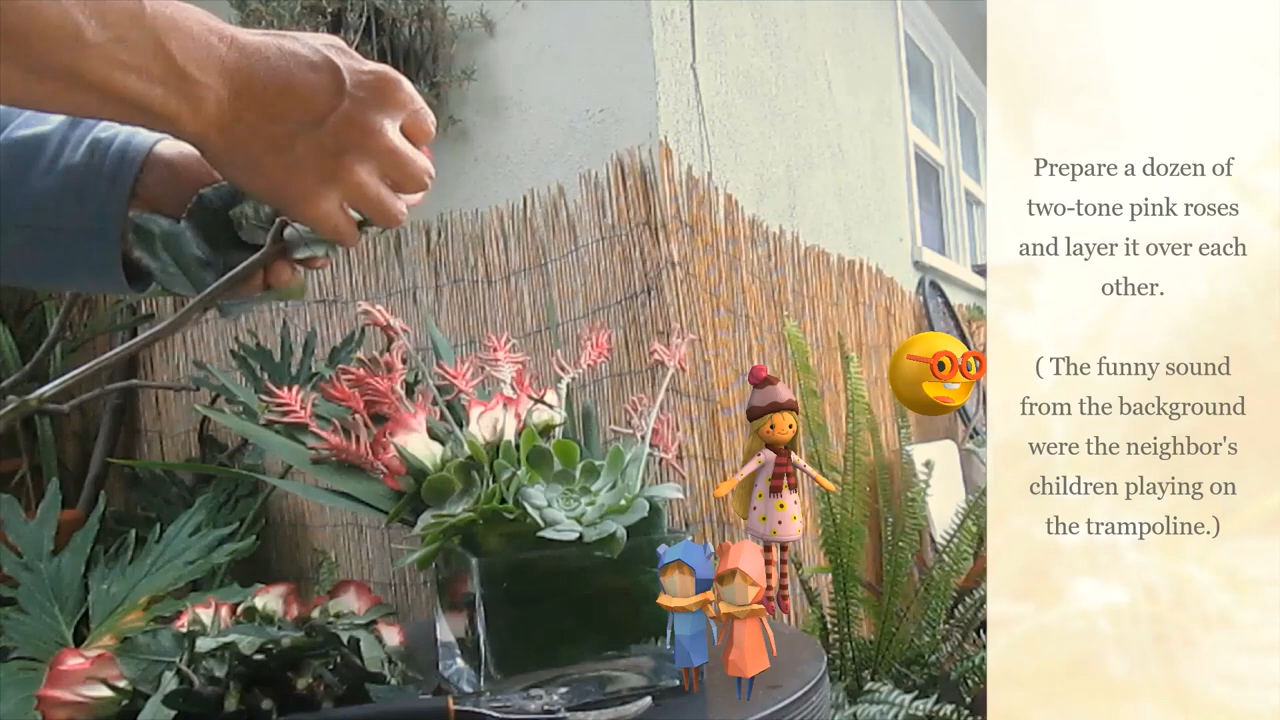 Prepare a dozen of
two-tone pink roses
and layer it over each
other.
( The funny sound
from the background
were the neighbor's
children playing on
the trampoline.)